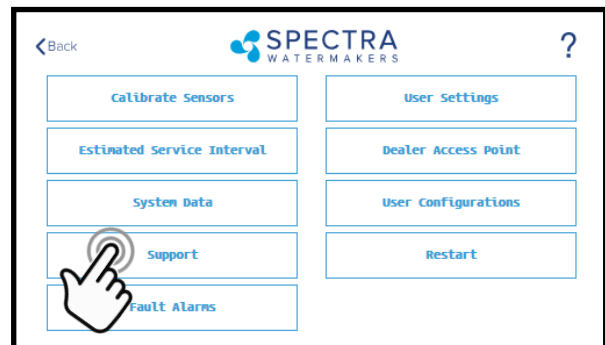 Back
SPECTRA
WATERMAKERS
?
Calibrate Sensors
User Settings
Estimated Service Interval
Dealer Access Point
System Data
User Configurations
Support
Restart
Fault Alarms